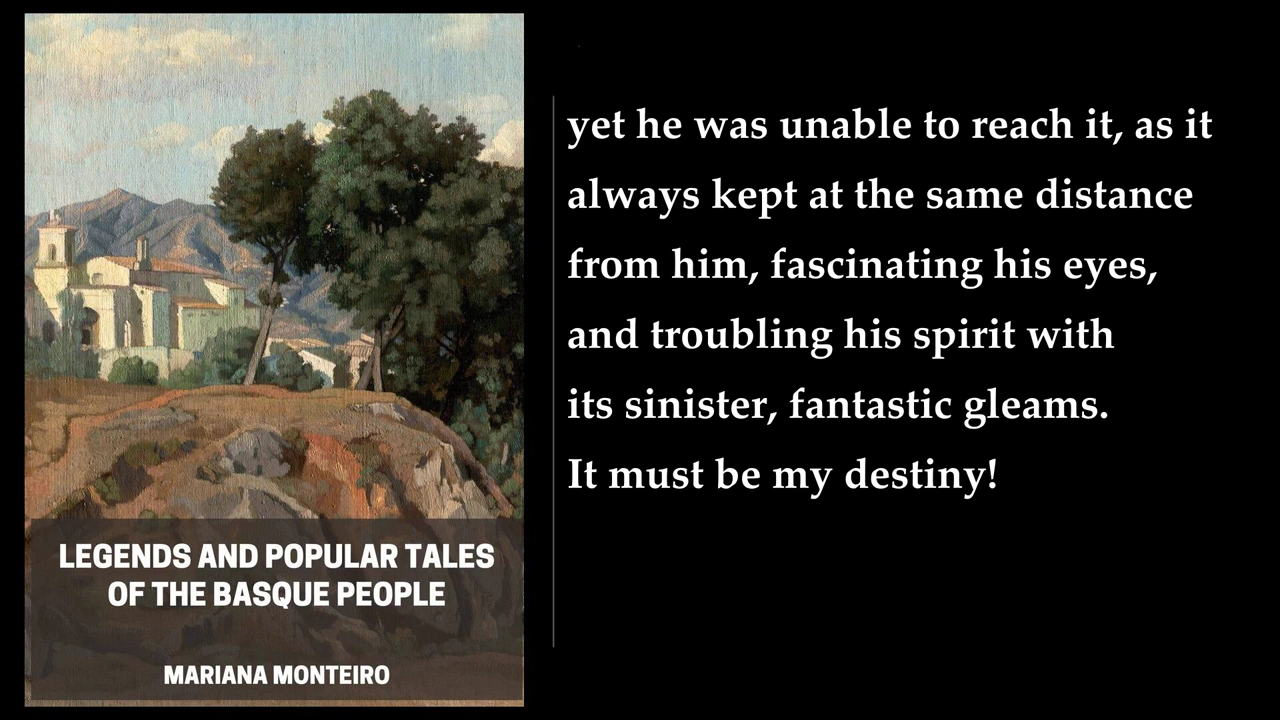 yet he was unable to reach it, as it
always kept at the same distance
from him, fascinating his eyes,
and troubling his spirit with
its sinister, fantastic gleams.
It must be my destiny!
LEGENDS AND POPULAR TALES
OF THE BASQUE PEOPLE
MARIANA MONTEIRO